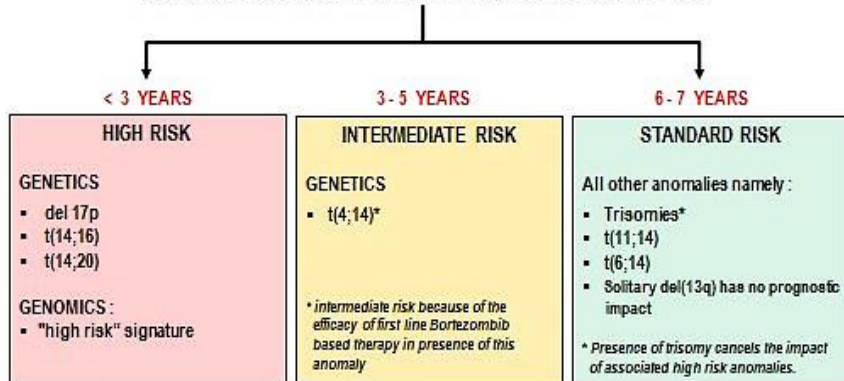 < 3 YEARS
3 - 5 YEARS
6 - 7 YEARS
HIGH RISK
GENETICS
▪ del 17p
▪ t(14;16)
▪ t(14;20)
GENOMICS :
▪ "high risk" signature
INTERMEDIATE RISK
GENETICS
▪ t(4;14)*
* intermediate risk because of the
efficacy of first line Bortezombib
based therapy in presence of this
anomaly
STANDARD RISK
All other anomalies namely :
▪ Trisomies*
▪ t(11;14)
▪ t(6;14)
▪ Solitary del(13q) has no prognostic
impact
* Presence of trisomy cancels the impact
of associated high risk anomalies.